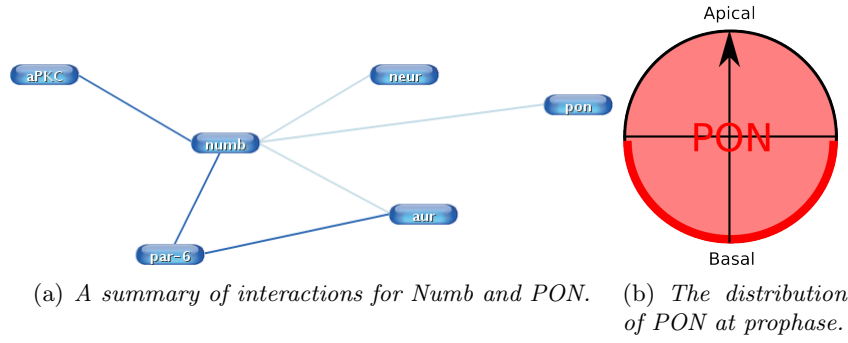 Apical
aPKC
neur
pon
numb
PON
aur
par-6
Basal
(a) A summary of interactions for Numb and PON.
(b) The distribution
of PON at prophase.